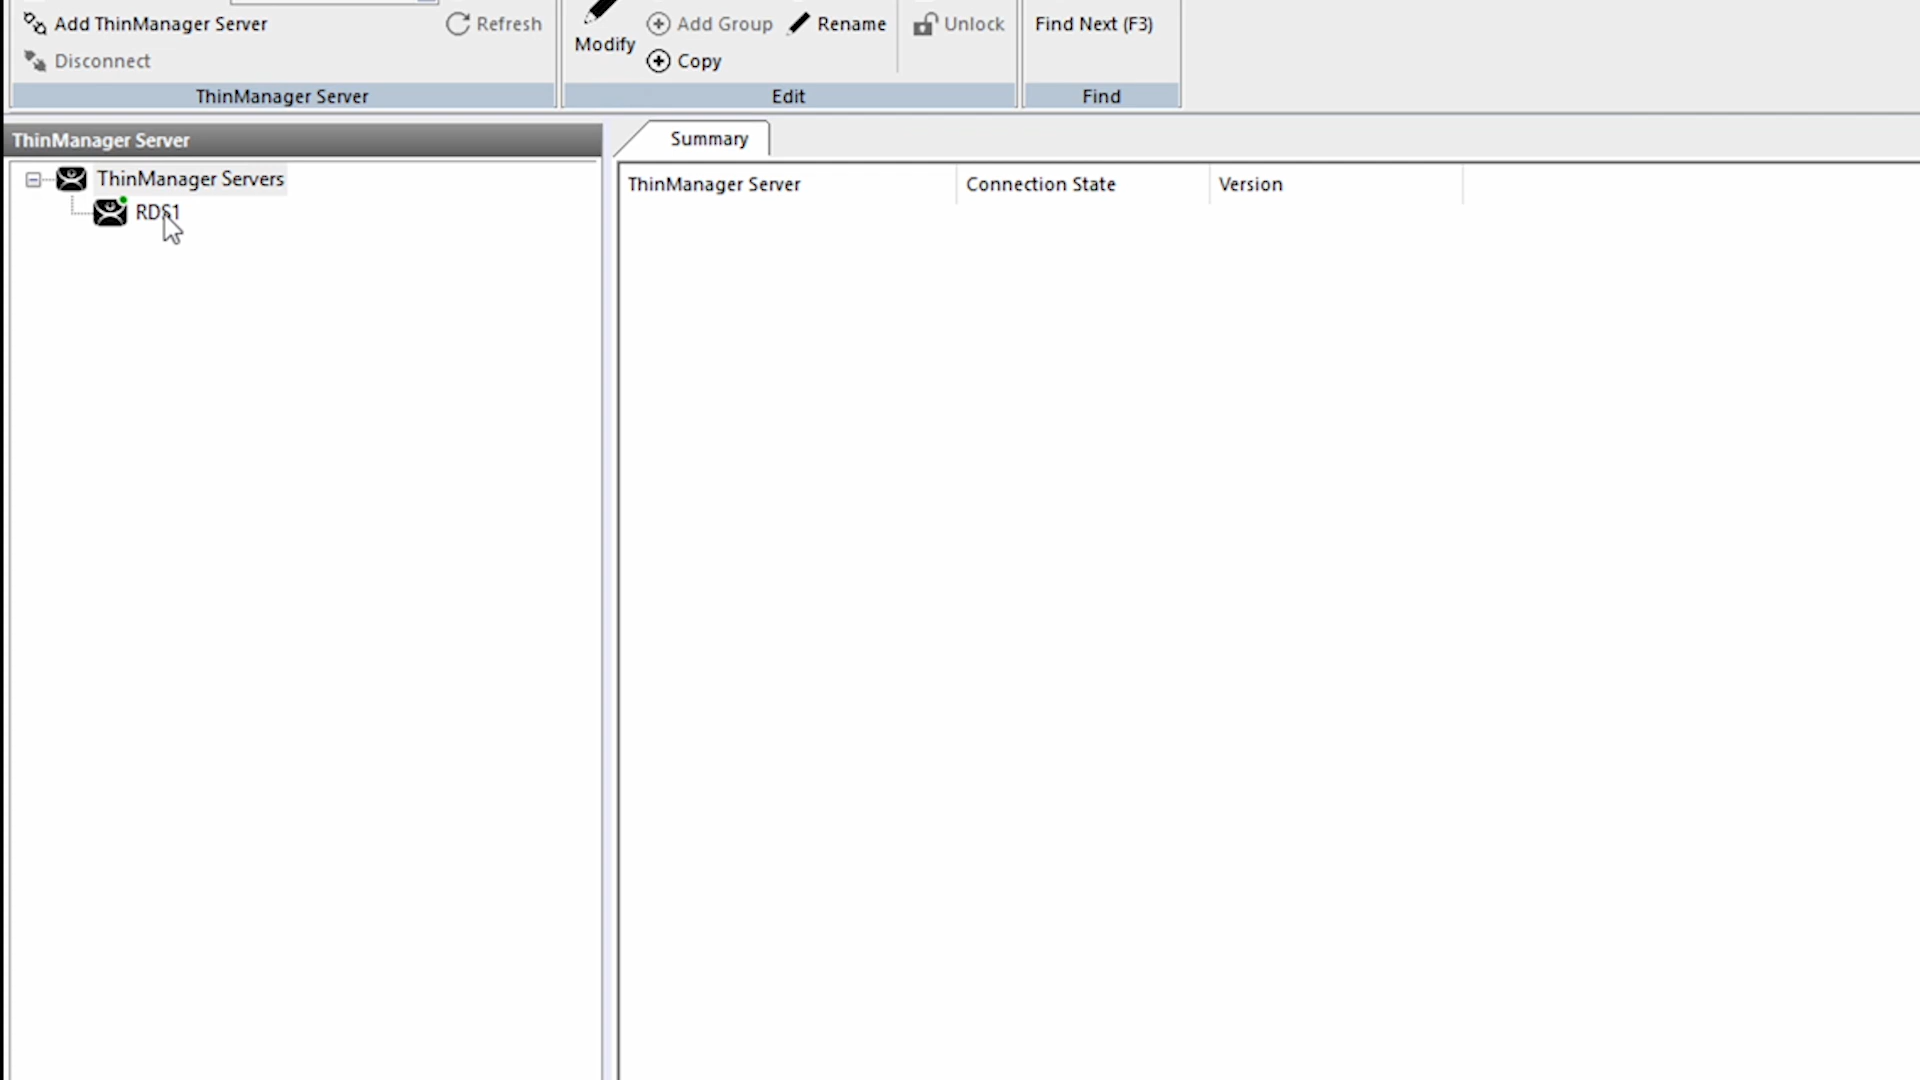 Add ThinManager Server
Refresh
Disconnect
ThinManager Server
Modify
Add Group
Rename
Copy
Unlock
Edit
Find Next (F3)
Find
ThinManager Server
ThinManager Servers
RDS1
Summary
ThinManager Server
Connection State
Version